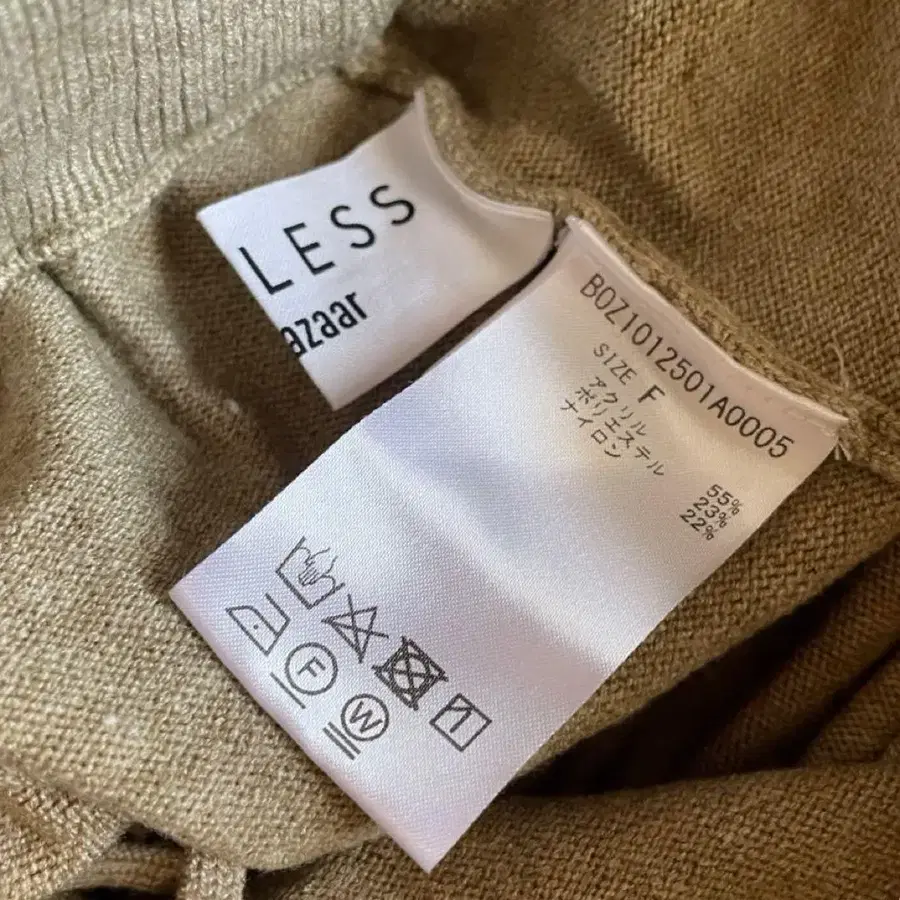 LESS
azaar
B0Z1012501A0005
SIZE F
アクリル 55%
ポリエステル 23%
ナイロン 22%
F
W